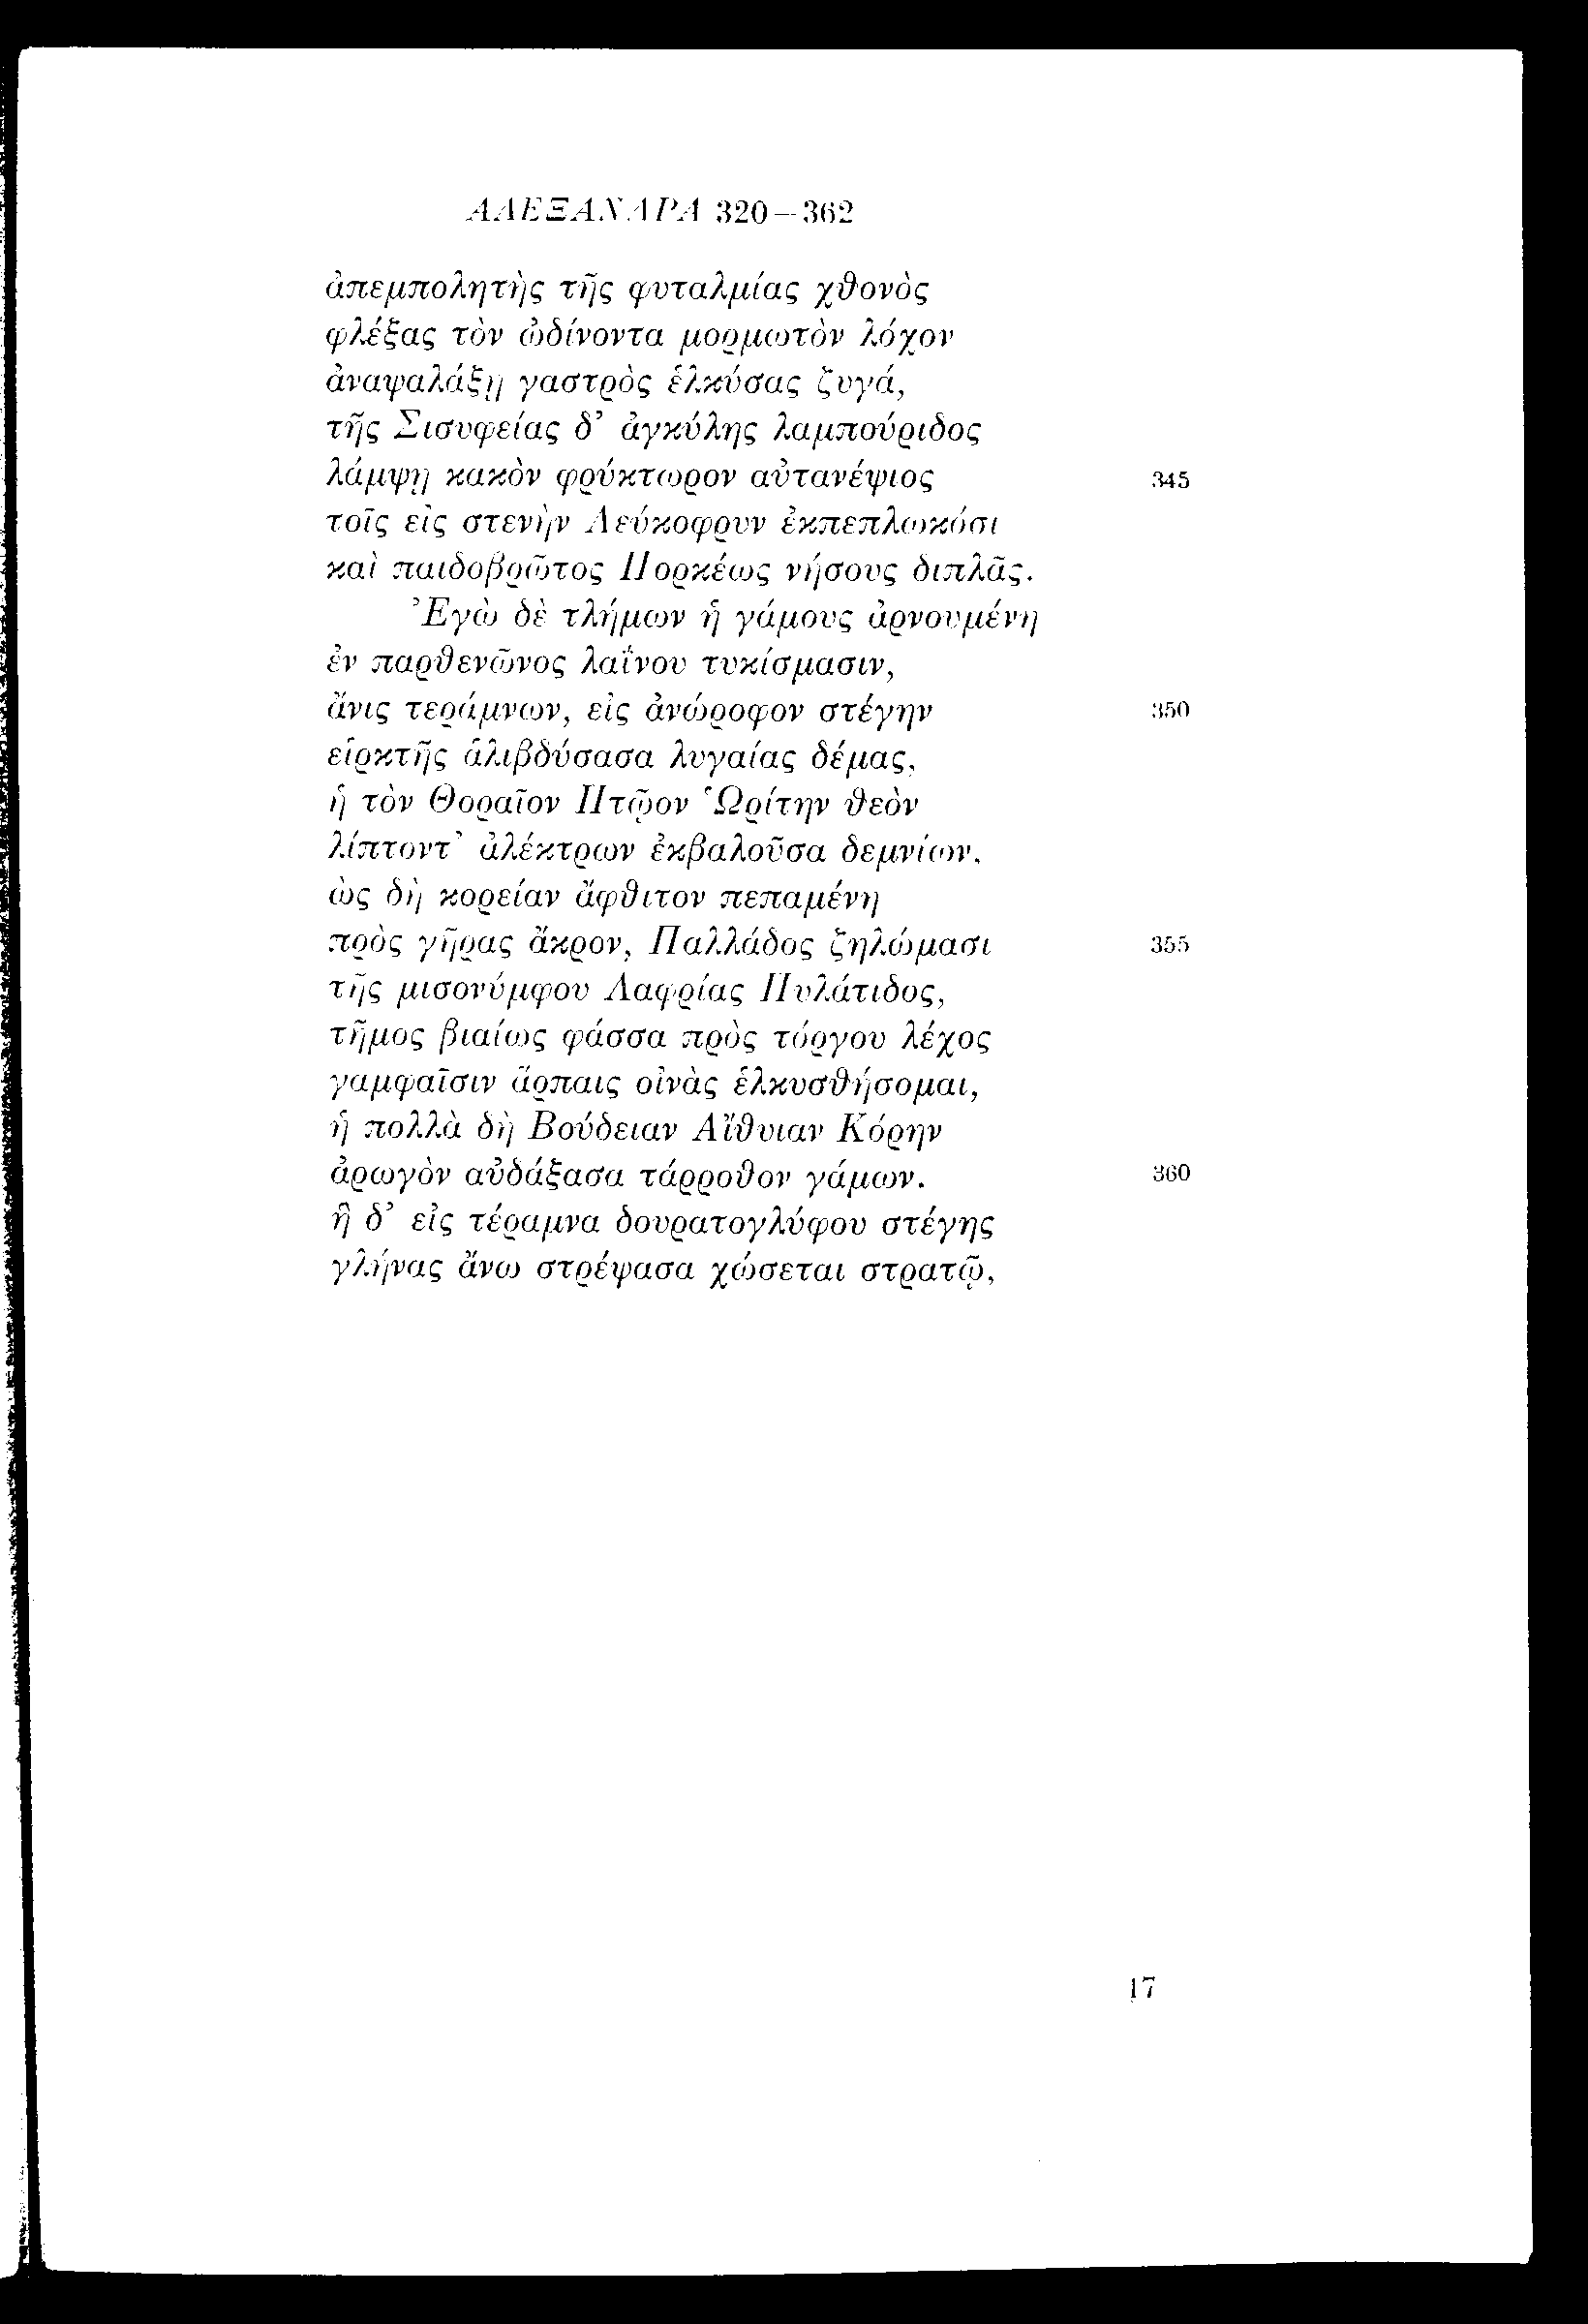 ΑΛΕΞΑΝΔΡΑ 320–362
ἀπεμπολητὴς τῆς φυταλμίας χθονὸς
φλέξας τὸν ὠδίνοντα μορμωτὸν λόχον
ἀναψαλάξῃ γαστρὸς ἑλκύσας ζυγά,
τῆς Σισυφείας δ’ ἀγκύλης λαμπούριδος
λάμψῃ κακὸν φρύκτωρον αὐτανέψιος 345
τοῖς εἰς στενὴν Λεύκοφρυν ἐκπεπλωκόσι
καὶ παιδοβρῶτος Πορκέως νήσους διπλᾶς.
Ἐγὼ δὲ τλήμων ἡ γάμους ἀρνουμένη
ἐν παρθενῶνος λαΐνου τυκίσμασιν,
ἄνις τεράμνων, εἰς ἀνώροφον στέγην 350
εἱρκτῆς ἁλιβδύσασα λυγαίας δέμας,
ἡ τὸν Θοραῖον Πτῷον Ὡρίτην θεὸν
λίπτοντ’ ἀλέκτρων ἐκβαλοῦσα δεμνίων,
ὡς δὴ κορείαν ἄφθιτον πεπαμένη
πρὸς γῆρας ἄκρον, Παλλάδος ζηλώμασι 355
τῆς μισονύμφου Λαφρίας Πυλάτιδος,
τῆμος βιαίως φάσσα πρὸς τόργου λέχος
γαμφαῖσιν ἅρπαις οἰνὰς ἑλκυσθήσομαι,
ἡ πολλὰ δὴ Βούδειαν Αἴθυιαν Κόρην
ἀρωγὸν αὐδάξασα τάρροθον γάμων. 360
ἣ δ’ εἰς τέραμνα δουρατογλύφου στέγης
γλήνας ἄνω στρέψασα χώσεται στρατῷ,
17